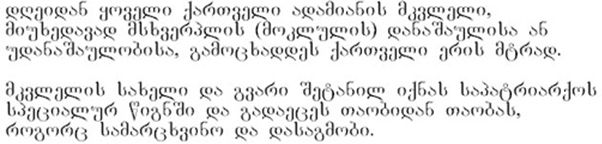 დღეიდან ყოველი ქართველი ადამიანის მკვლელი,
მიუხედავად მსხვერპლის (მოკლულის) დანაშაულისა ან
უდანაშაულობისა, გამოცხადდეს ქართველი ერის მტრად.
მკვლელის სახელი და გვარი შეტანილ იქნას საპატრიარქოს
სპეციალურ წიგნში და გადაეცეს თაობიდან თაობას,
როგორც სამარცხვინო და დასაგმობი.